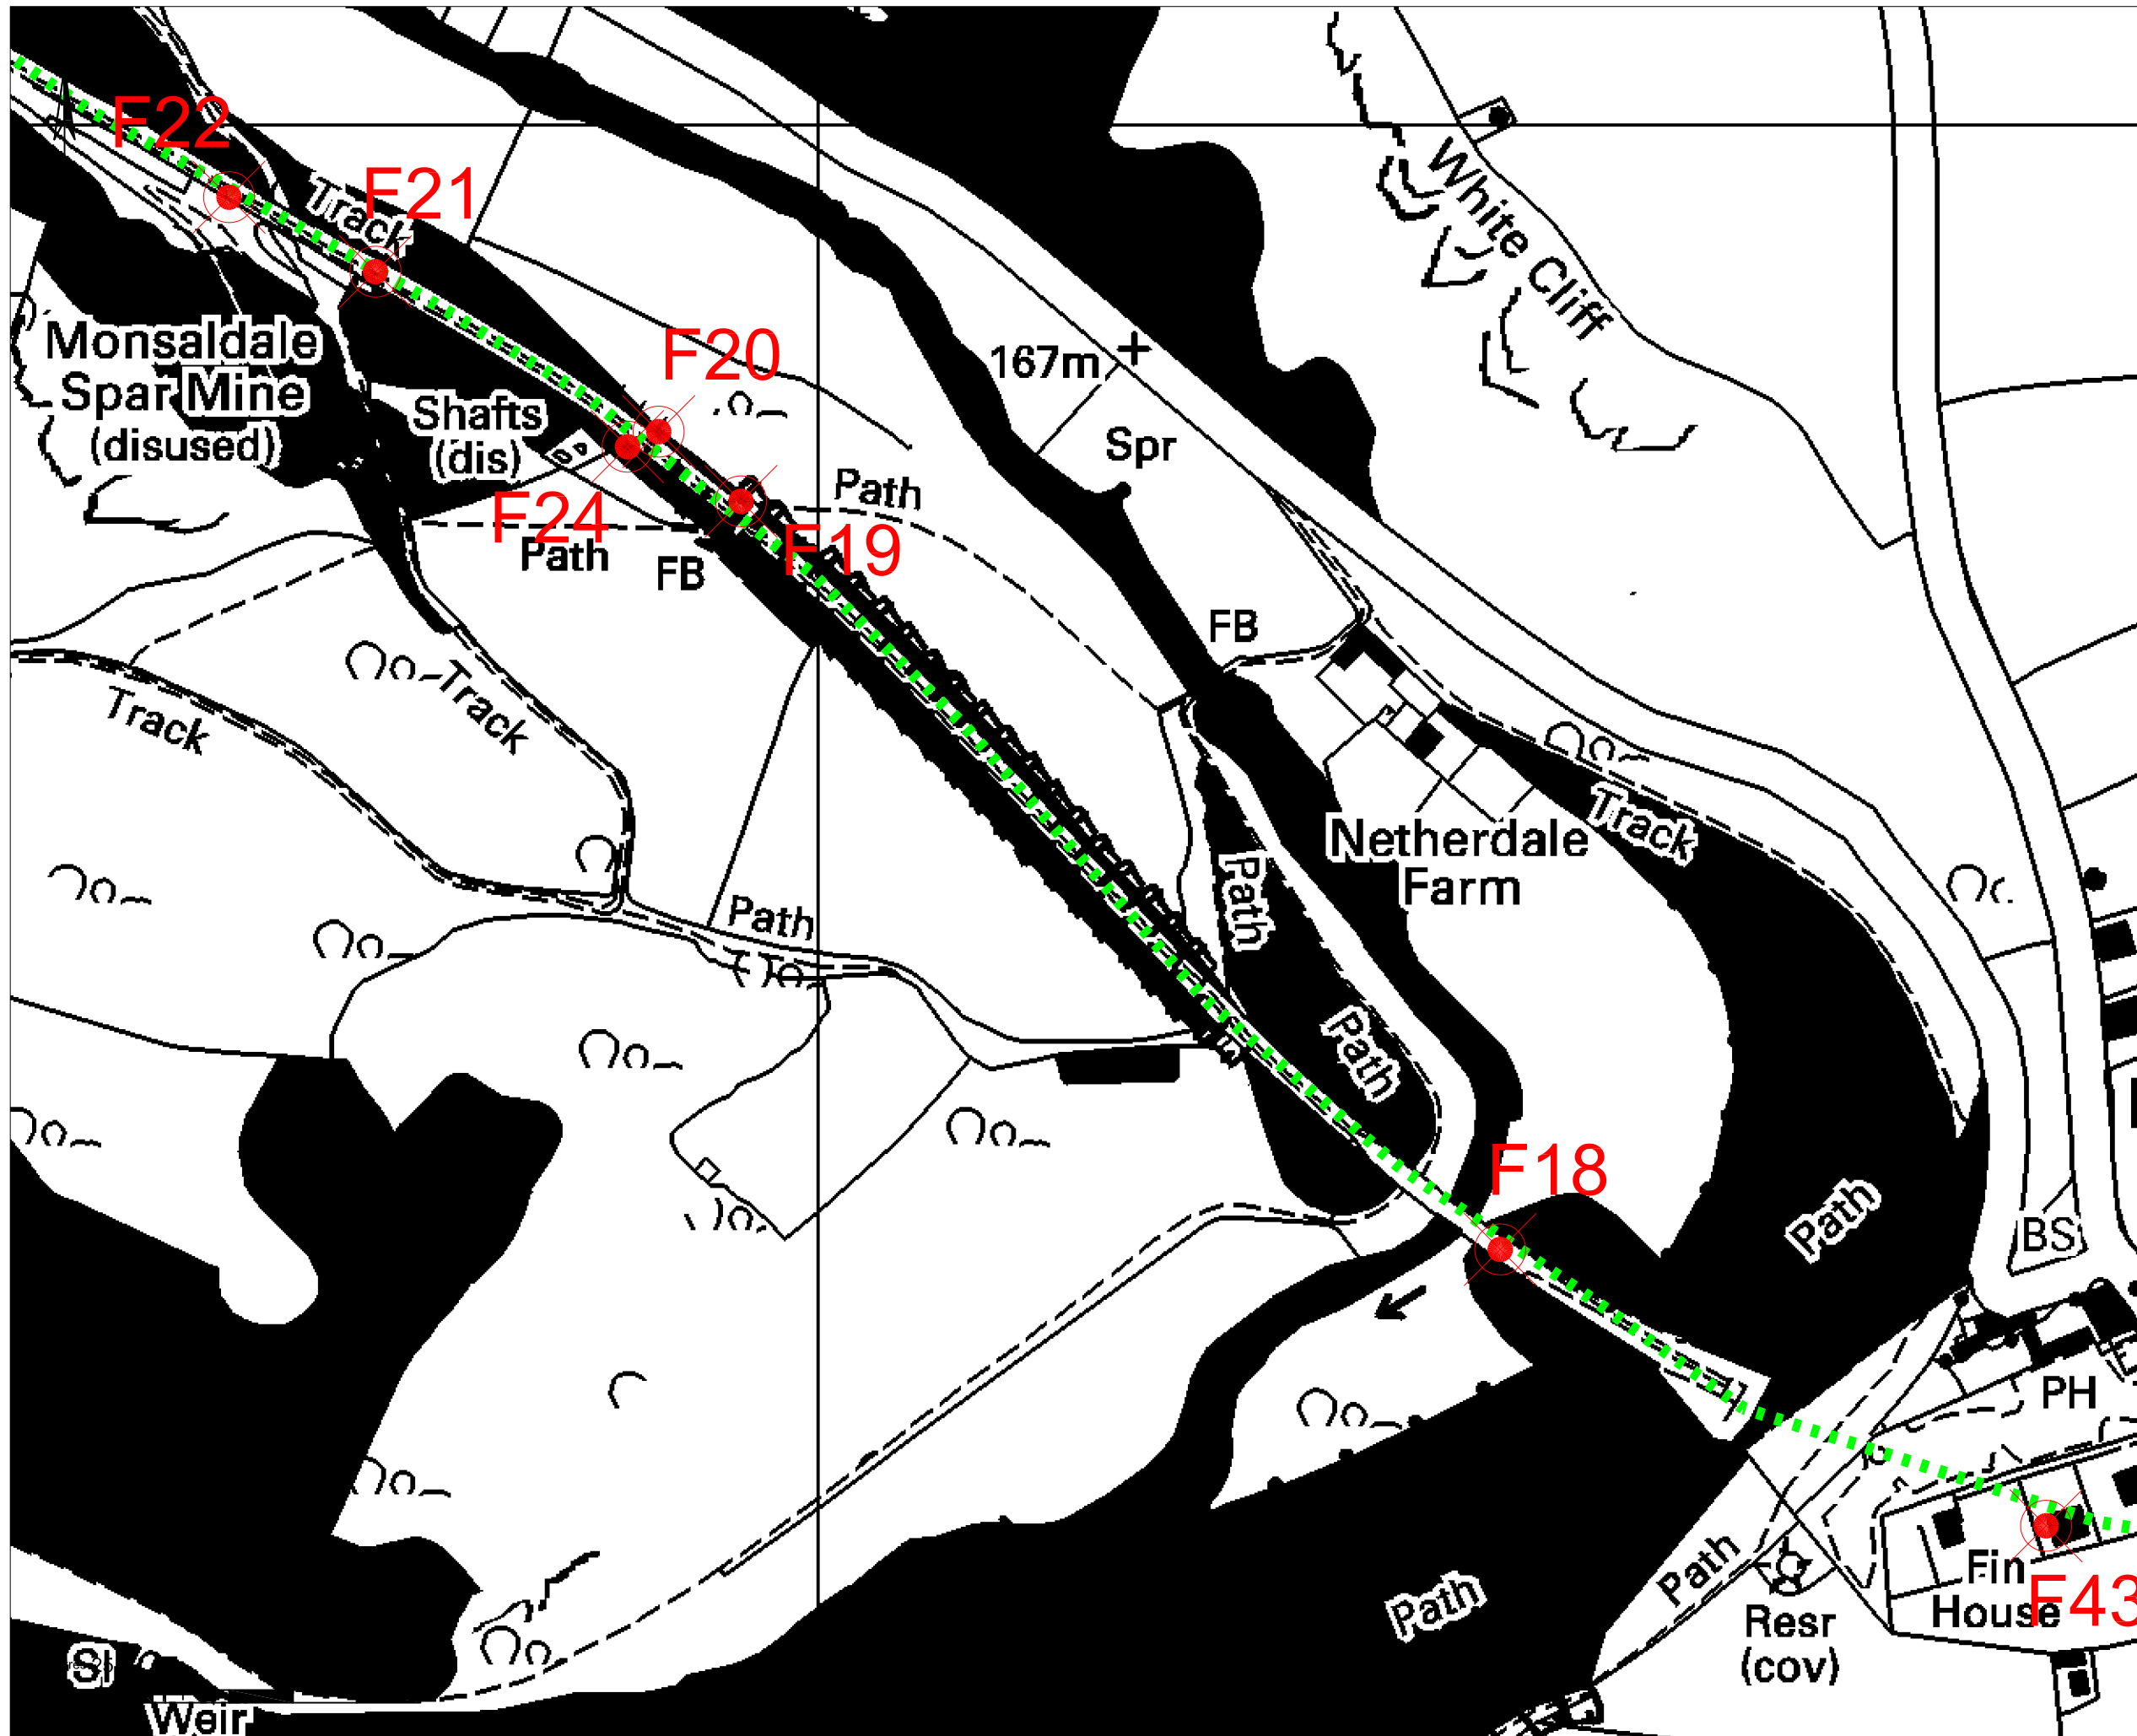 F22
F21
Track
White Cliff
Monsaldale
Spar Mine
(disused)
Shafts
(dis)
F20
167m
Spr
F24
Path
FB
F19
Path
FB
Track
Track
Netherdale
Farm
Track
Path
Path
Path
F18
Path
BS
PH
Path
Path
Fin
House
F43
Resr
(cov)
Sl
Weir